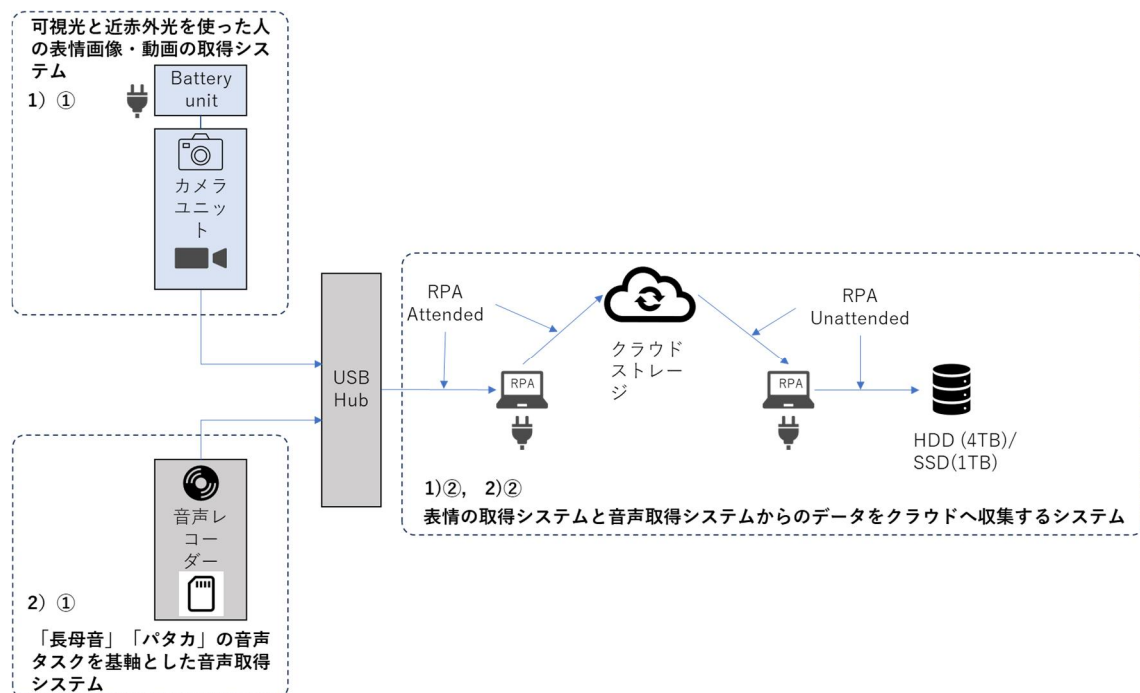 可視光と近赤外光を使った人
の表情画像・動画の取得シス
テム
1）①
Battery
unit
カメラ
ユニッ
ト
USB
Hub
RPA
Attended
RPA
クラウド
ストレー
ジ
RPA
Unattended
RPA
HDD (4TB)/
SSD(1TB)
1)②， 2)②
表情の取得システムと音声取得システムからのデータをクラウドへ収集するシステム
音声レ
コー
ダー
2）①
「長母音」「パタカ」の音声
タスクを基軸とした音声取得
システム